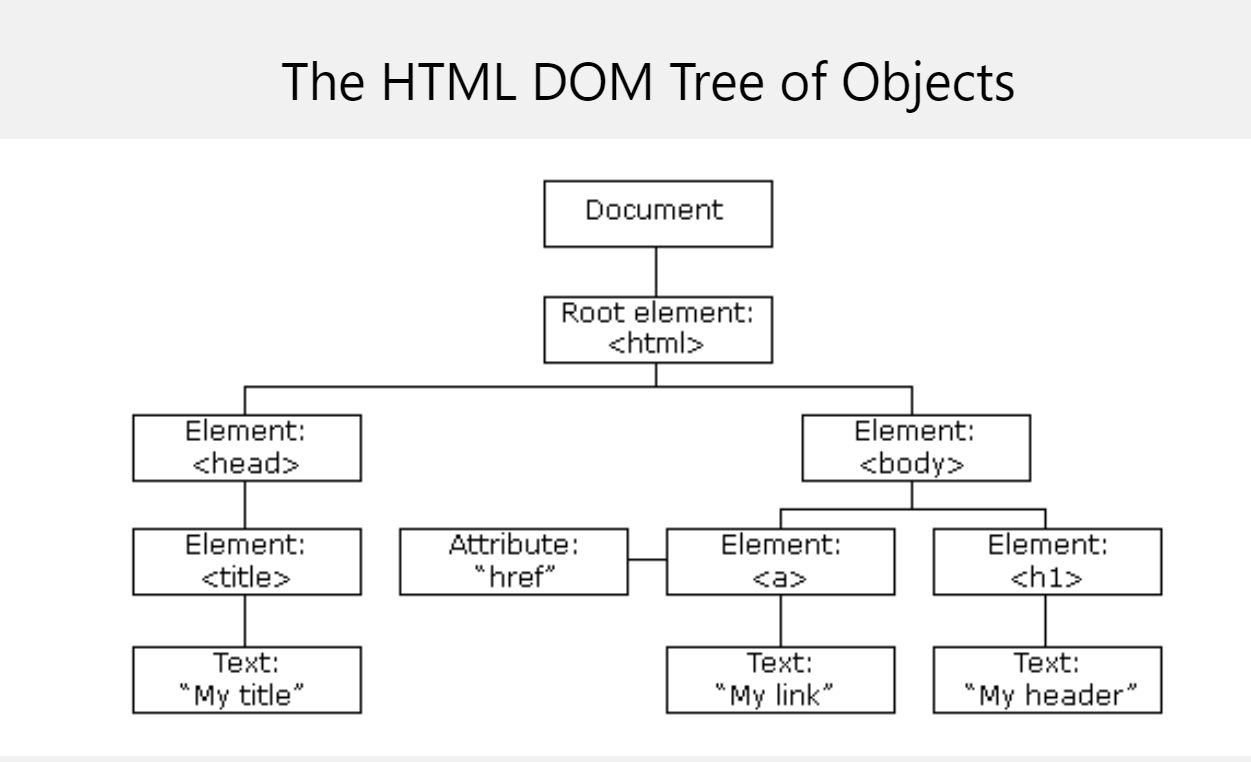 The HTML DOM Tree of Objects
Document
Root element:
<html>
Element:
<head>
Element:
<body>
Element:
<title>
Attribute:
“href”
Element:
<a>
Element:
<h1>
Text:
“My title”
Text:
“My link”
Text:
“My header”